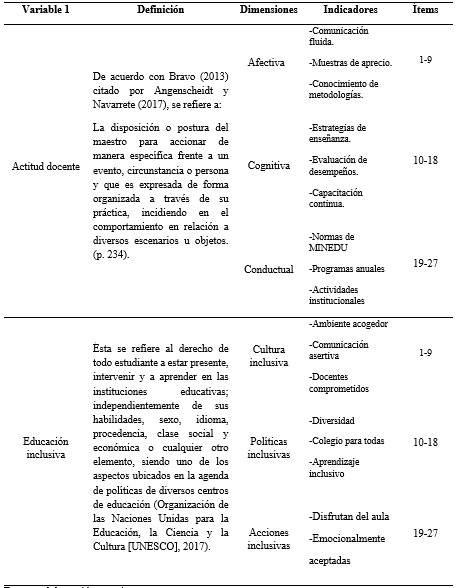 Variable 1 Definición Dimensiones Indicadores Ítems
Actitud docente
De acuerdo con Bravo (2013)
citado por Angenscheidt y
Navarrete (2017), se refiere a:
La disposición o postura del
maestro para accionar de
manera específica frente a un
evento, circunstancia o persona
y que es expresada de forma
organizada a través de su
práctica, incidiendo en el
comportamiento en relación a
diversos escenarios u objetos.
(p. 234).
Afectiva
-Comunicación
fluida.
-Muestras de aprecio.
-Conocimiento de
metodologías.
1-9
Cognitiva
-Estrategias de
enseñanza.
-Evaluación de
desempeños.
-Capacitación
continua.
10-18
Conductual
-Normas de
MINEDU
-Programas anuales
-Actividades
institucionales
19-27
Educación
inclusiva
Ésta se refiere al derecho de
todo estudiante a estar presente,
intervenir y a aprender en las
instituciones educativas;
independientemente de sus
habilidades, sexo, idioma,
procedencia, clase social y
económica o cualquier otro
elemento, siendo uno de los
aspectos ubicados en la agenda
de políticas de diversos centros
de educación (Organización de
las Naciones Unidas para la
Educación, la Ciencia y la
Cultura [UNESCO], 2017).
Cultura
inclusiva
-Ambiente acogedor
-Comunicación
asertiva
-Docentes
comprometidos
1-9
Políticas
inclusivas
-Diversidad
-Colegio para todas
-Aprendizaje
inclusivo
10-18
Acciones
inclusivas
-Disfrutan del aula
-Emocionalmente
aceptadas
19-27